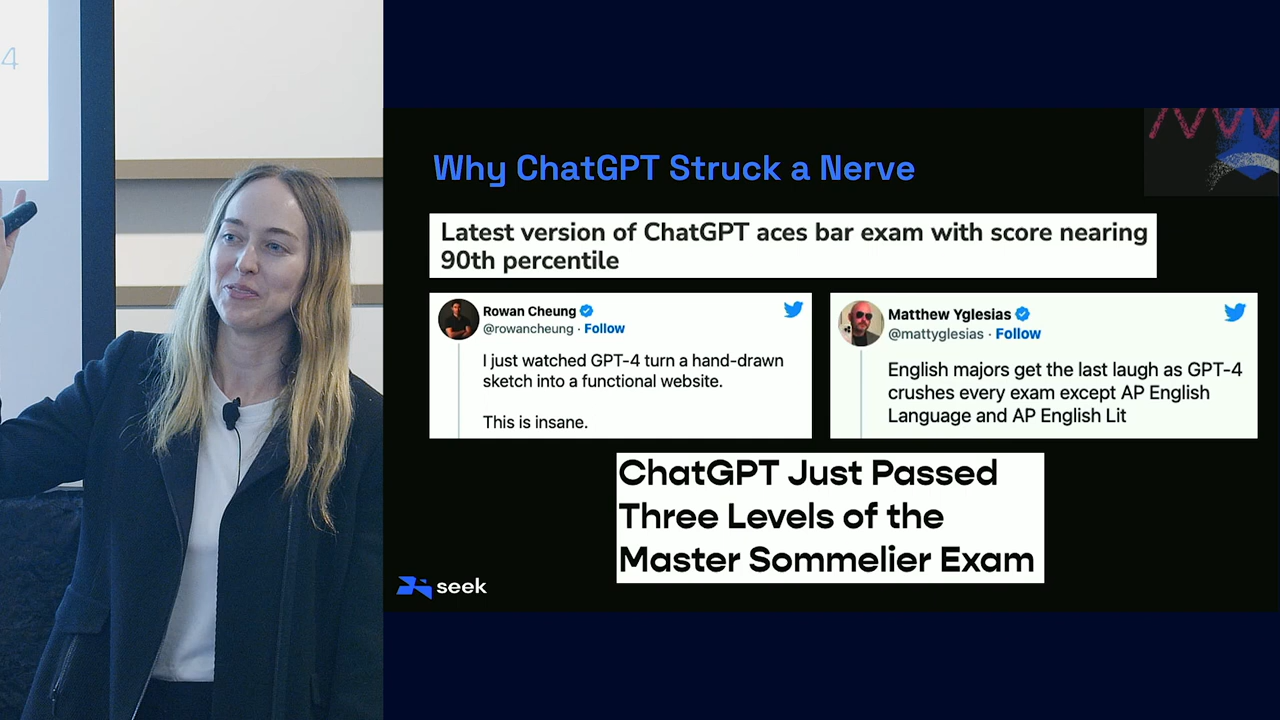 4
Why ChatGPT Struck a Nerve
Latest version of ChatGPT aces bar exam with score nearing
90th percentile
Rowan Cheung
@rowancheung · Follow
I just watched GPT-4 turn a hand-drawn
sketch into a functional website.
This is insane.
Matthew Yglesias
@mattyglesias · Follow
English majors get the last laugh as GPT-4
crushes every exam except AP English
Language and AP English Lit
ChatGPT Just Passed
Three Levels of the
Master Sommelier Exam
seek